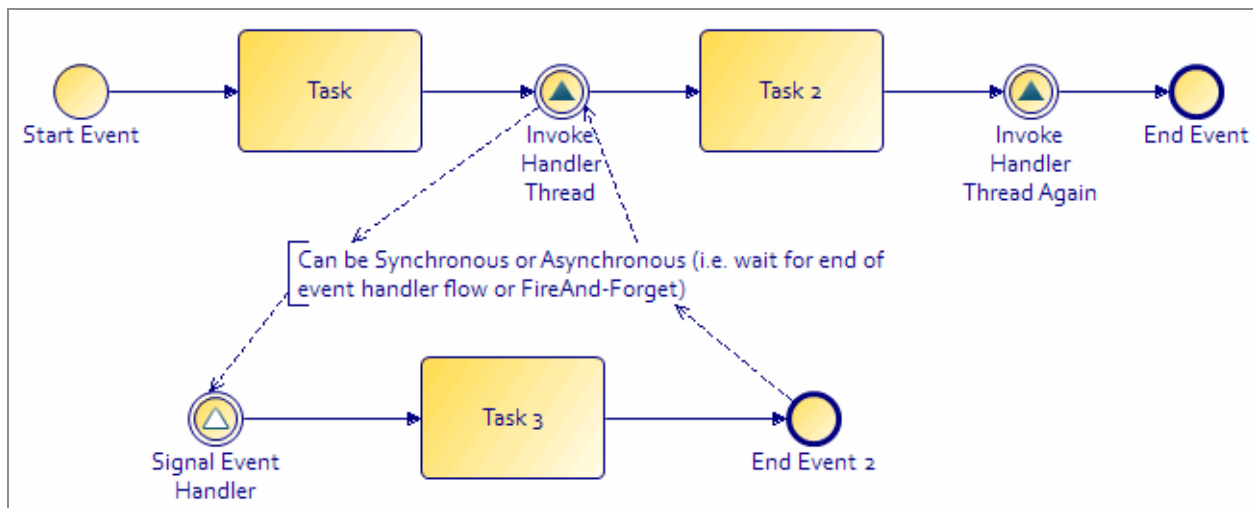 Task
Task 2
Start Event
Invoke
Handler
Thread
Invoke
Handler
Thread Again
End Event
Can be Synchronous or Asynchronous (i.e. wait for end of
event handler flow or FireAnd-Forget)
Task 3
Signal Event
Handler
End Event 2